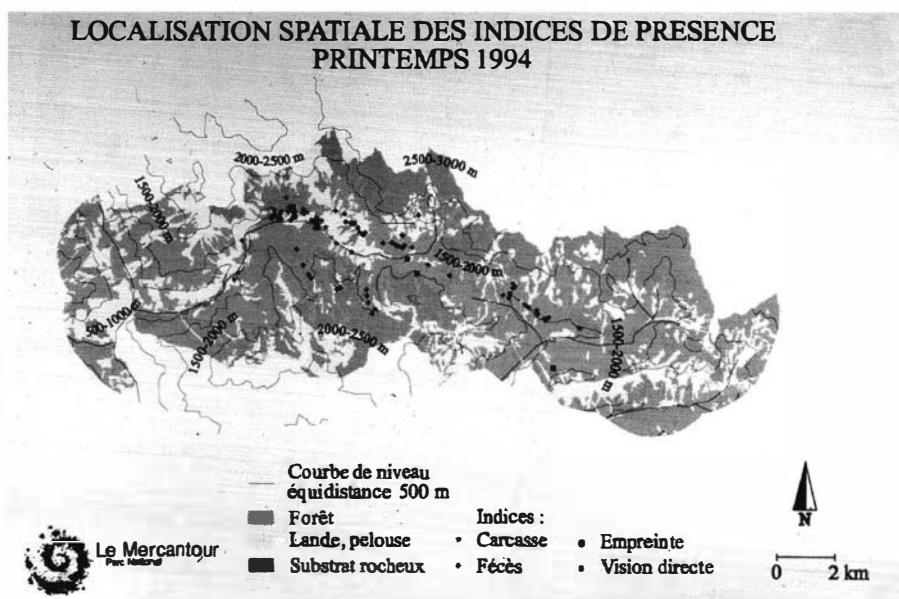 LOCALISATION SPATIALE DES INDICES DE PRESENCE
PRINTEMPS 1994
2000-2500 m
2500-3000 m
1500-2000 m
1500-2000 m
500-1000 m
1500-2000 m
2000-2500 m
1500-2000 m
Courbe de niveau
équidistance 500 m
Forêt
Indices :
Lande, pelouse
Carcasse
Empreinte
Substrat rocheux
Fécès
Vision directe
Le Mercantour
Parc National
N
0 2 km